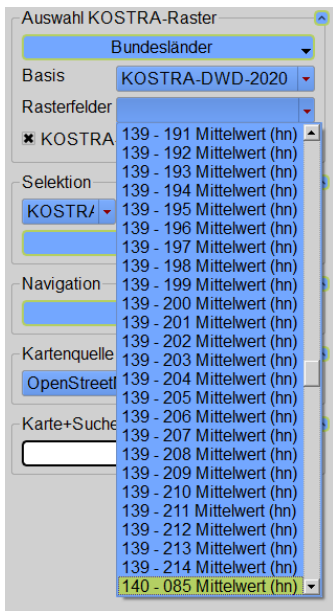 Auswahl KOSTRA-Raster
Bundesländer
Basis KOSTRA-DWD-2020
Rasterfelder
KOSTRA
139 - 191 Mittelwert (hn)
139 - 192 Mittelwert (hn)
139 - 193 Mittelwert (hn)
139 - 194 Mittelwert (hn)
Selektion
139 - 195 Mittelwert (hn)
KOSTRA
139 - 196 Mittelwert (hn)
139 - 197 Mittelwert (hn)
139 - 198 Mittelwert (hn)
Navigation
139 - 199 Mittelwert (hn)
139 - 200 Mittelwert (hn)
139 - 201 Mittelwert (hn)
139 - 202 Mittelwert (hn)
Kartenquelle
139 - 203 Mittelwert (hn)
OpenStreetM
139 - 204 Mittelwert (hn)
139 - 205 Mittelwert (hn)
139 - 206 Mittelwert (hn)
Karte+Suche
139 - 207 Mittelwert (hn)
139 - 208 Mittelwert (hn)
139 - 209 Mittelwert (hn)
139 - 210 Mittelwert (hn)
139 - 211 Mittelwert (hn)
139 - 212 Mittelwert (hn)
139 - 213 Mittelwert (hn)
139 - 214 Mittelwert (hn)
140 - 085 Mittelwert (hn)